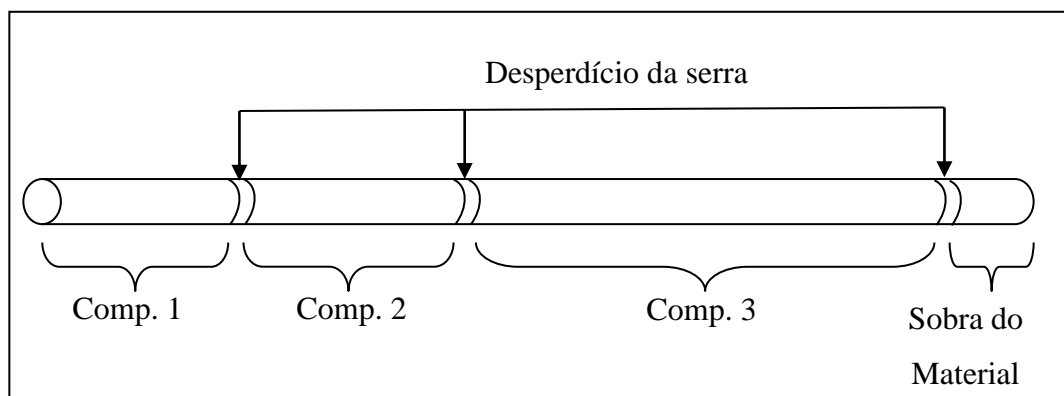 Desperdício da serra
Comp. 1
Comp. 2
Comp. 3
Sobra do
Material